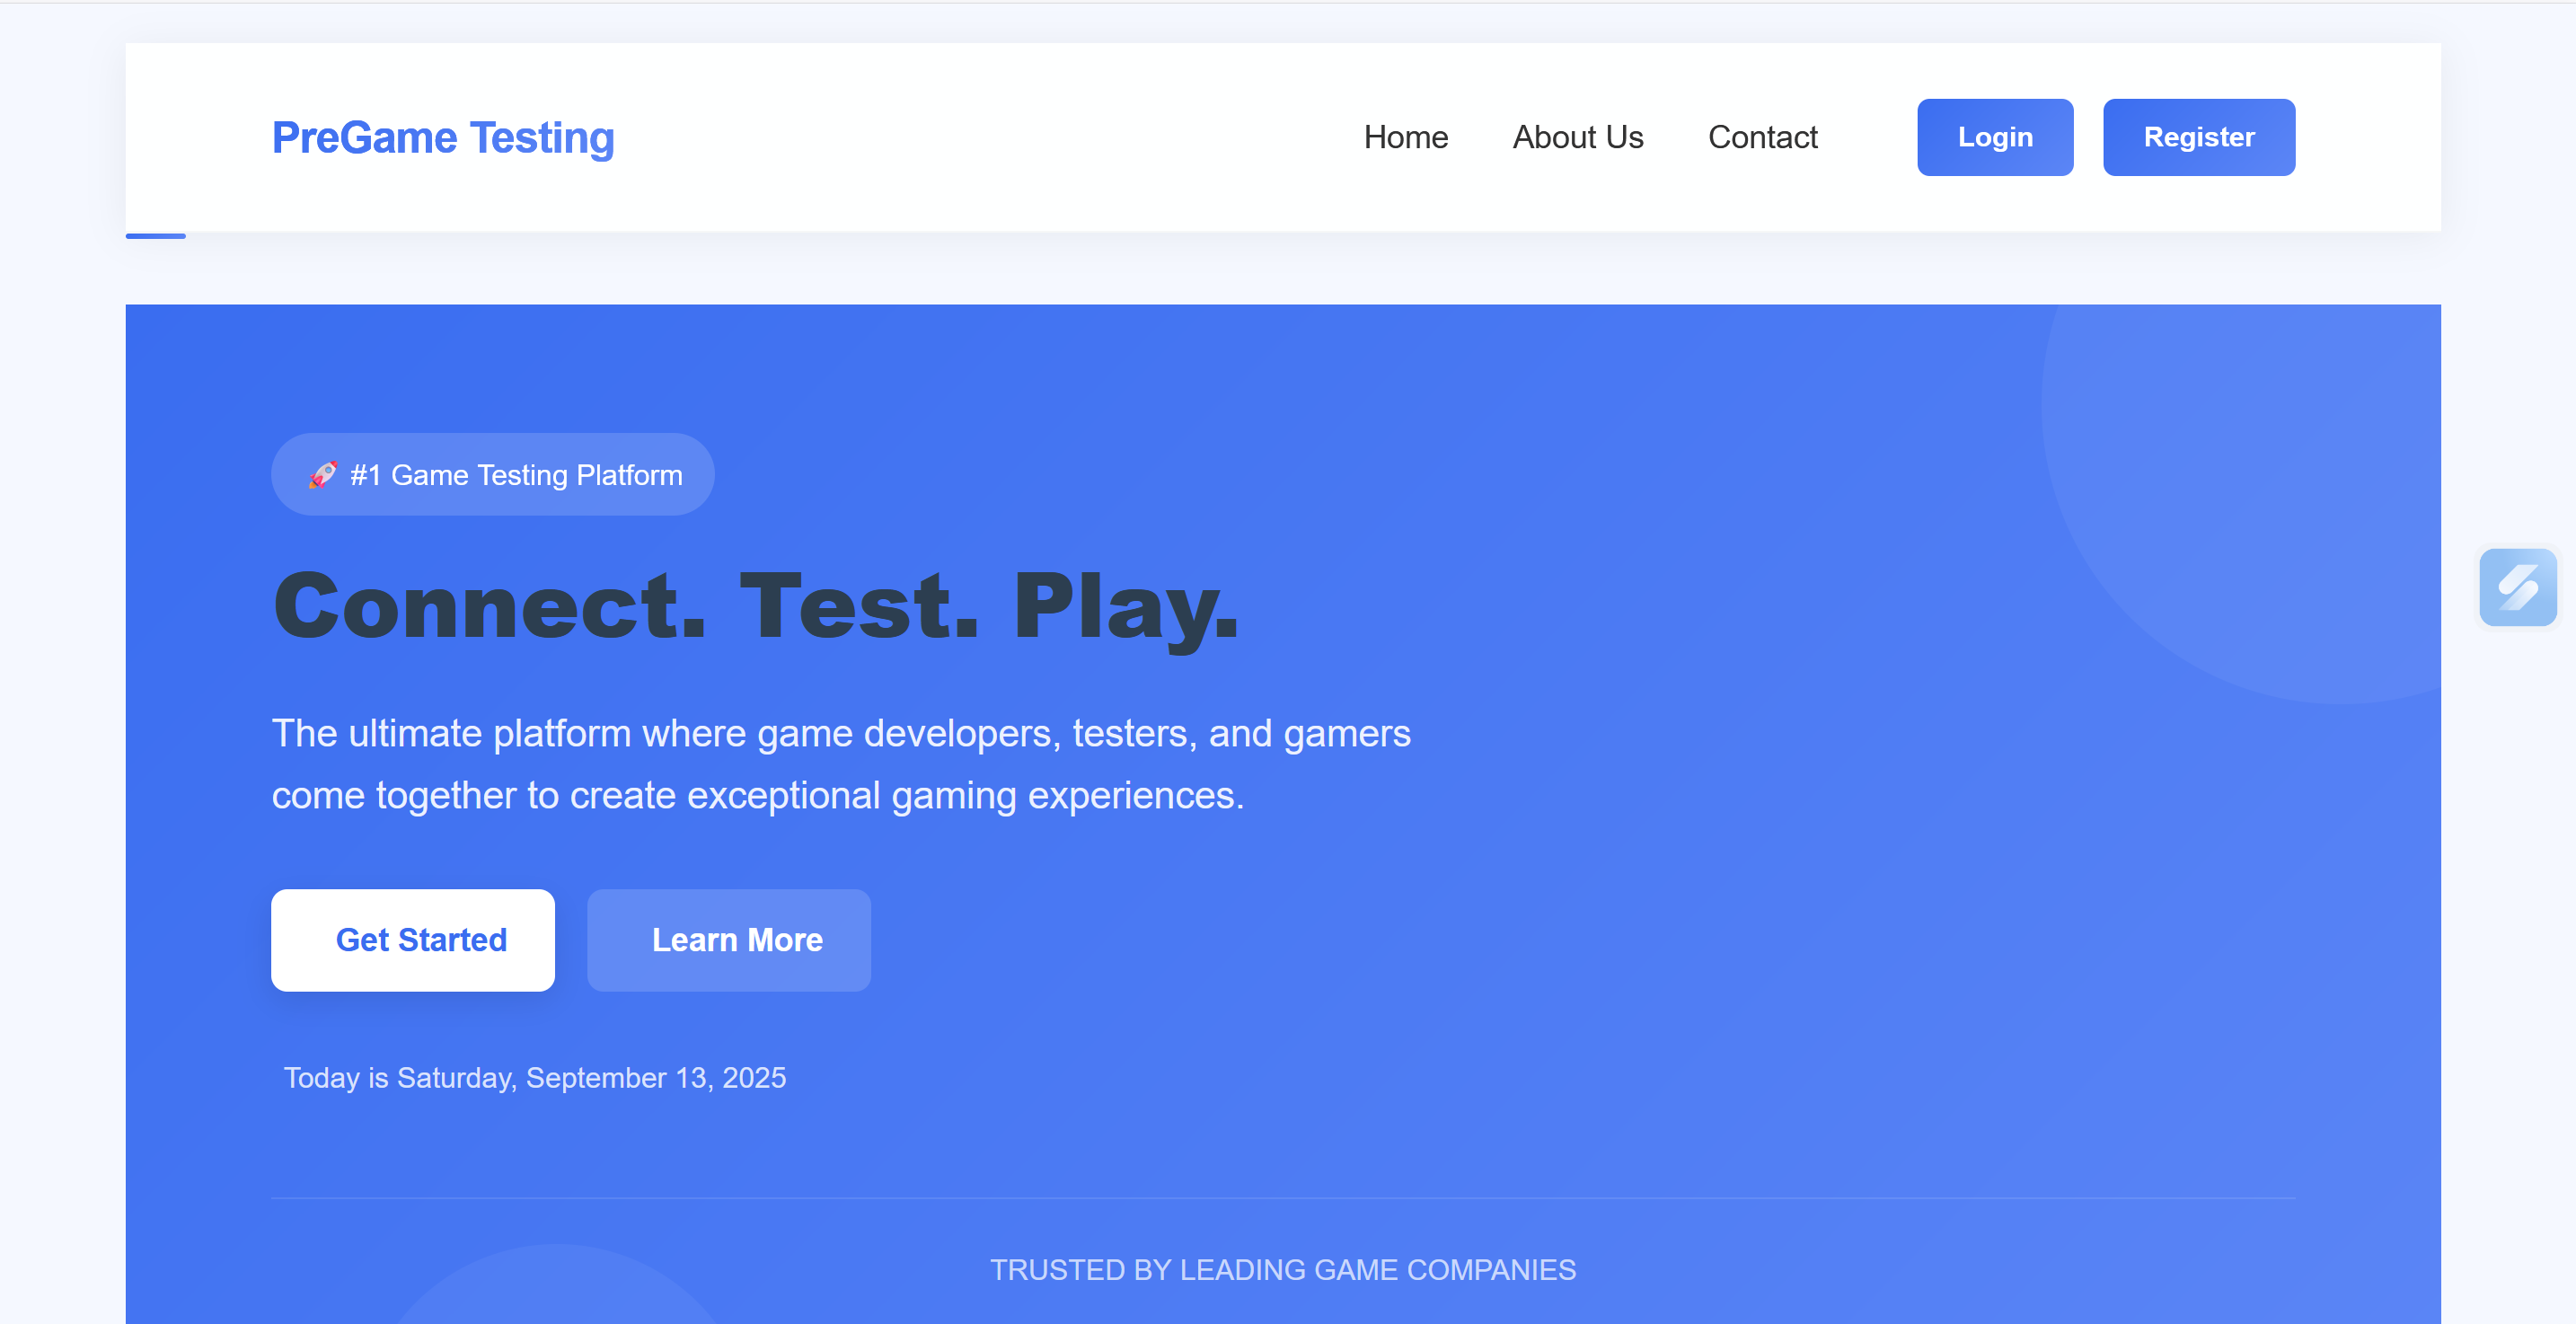 PreGame Testing
Home
About Us
Contact
Login
Register
🚀 #1 Game Testing Platform
Connect. Test. Play.
The ultimate platform where game developers, testers, and gamers
come together to create exceptional gaming experiences.
Get Started
Learn More
Today is Saturday, September 13, 2025
TRUSTED BY LEADING GAME COMPANIES